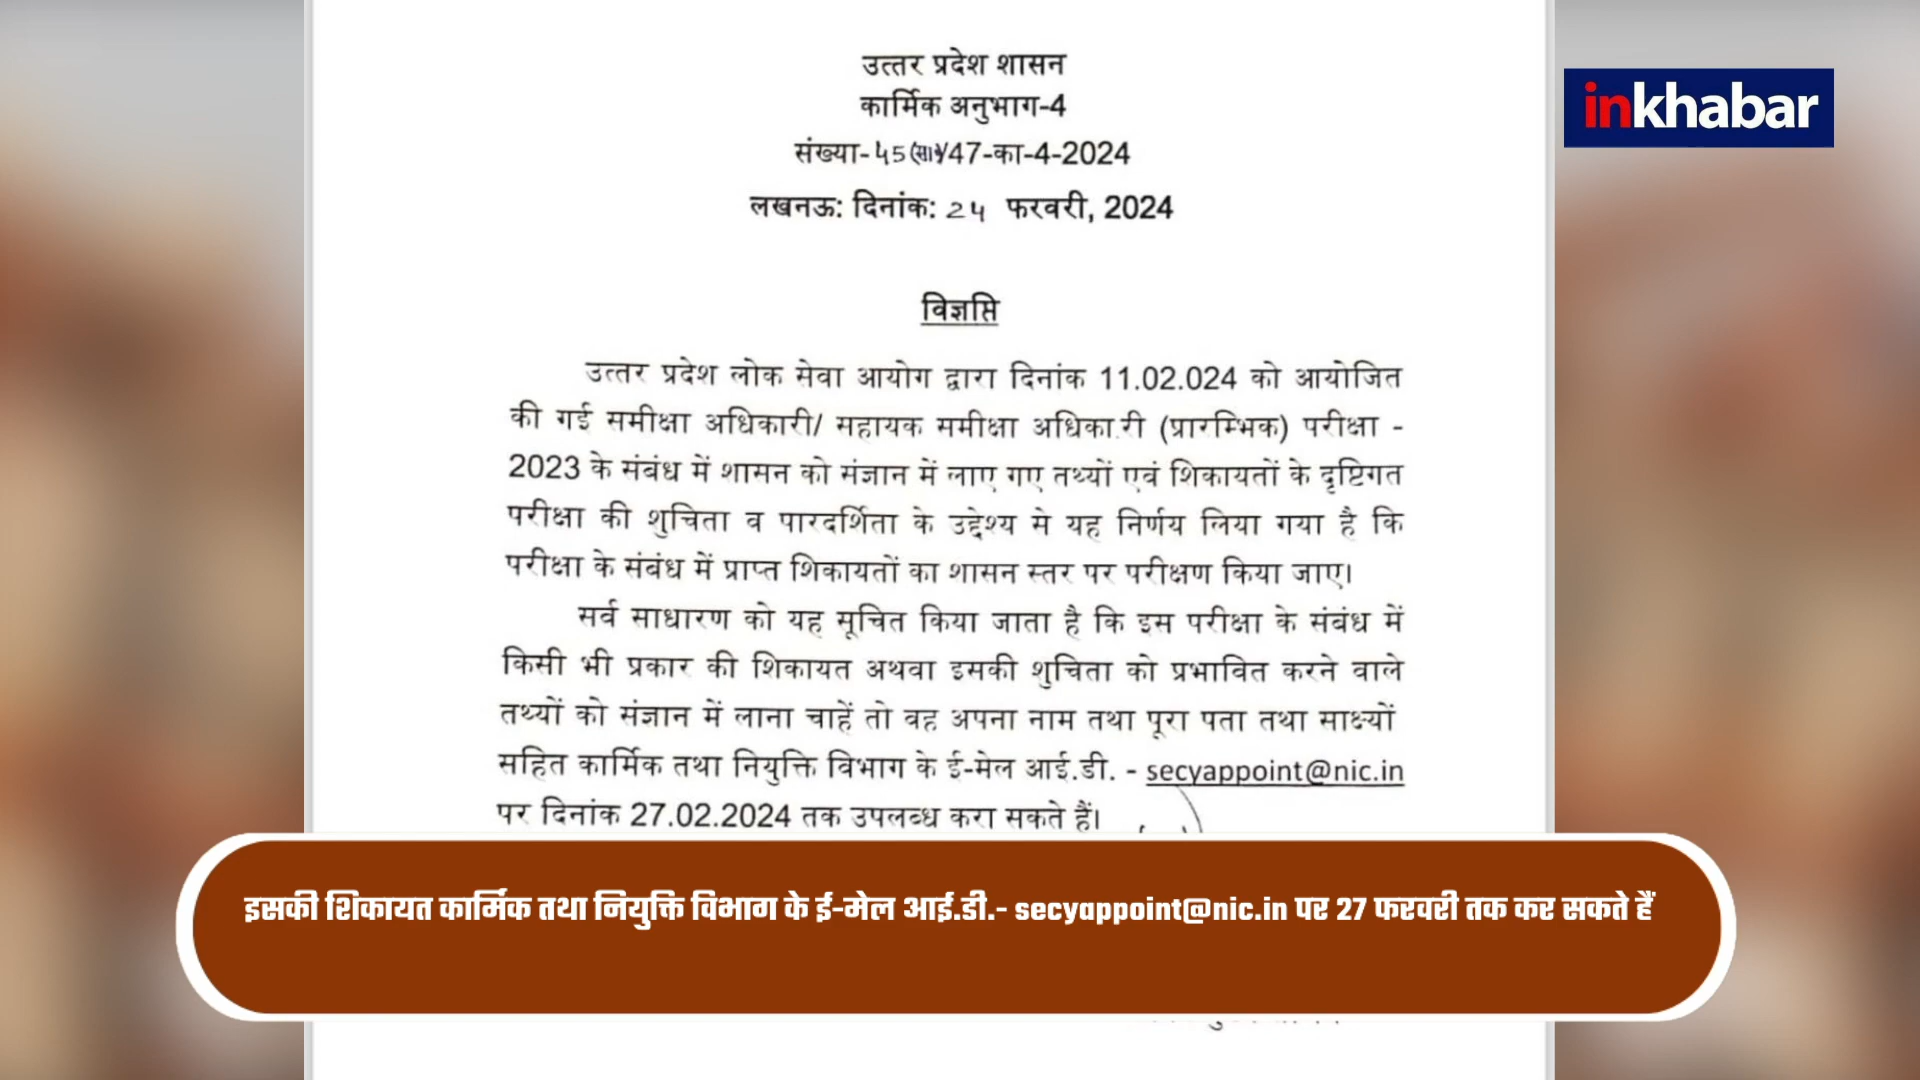 उत्तर प्रदेश शासन
कार्मिक अनुभाग-4
inkhabar
संख्या-45(सा)/47-का-4-2024
लखनऊ: दिनांक: 24 फरवरी, 2024
विज्ञप्ति
उत्तर प्रदेश लोक सेवा आयोग द्वारा दिनांक 11.02.024 को आयोजित
की गई समीक्षा अधिकारी/ सहायक समीक्षा अधिका.री (प्रारम्भिक) परीक्षा -
2023 के संबंध में शासन को संज्ञान में लाए गए तथ्यों एवं शिकायतों के दृष्टिगत
परीक्षा की शुचिता व पारदर्शिता के उद्देश्य से यह निर्णय लिया गया है कि
परीक्षा के संबंध में प्राप्त शिकायतों का शासन स्तर पर परीक्षण किया जाए।
सर्व साधारण को यह सूचित किया जाता है कि इस परीक्षा के संबंध में
किसी भी प्रकार की शिकायत अथवा इसकी शुचिता को प्रभावित करने वाले
तथ्यों को संज्ञान में लाना चाहें तो वह अपना नाम तथा पूरा पता तथा साक्ष्यों
सहित कार्मिक तथा नियुक्ति विभाग के ई-मेल आई.डी. - secyappoint@nic.in
पर दिनांक 27.02.2024 तक उपलब्ध करा सकते हैं।
इसकी शिकायत कार्मिक तथा नियुक्ति विभाग के ई-मेल आई.डी.- secyappoint@nic.in पर 27 फरवरी तक कर सकते हैं